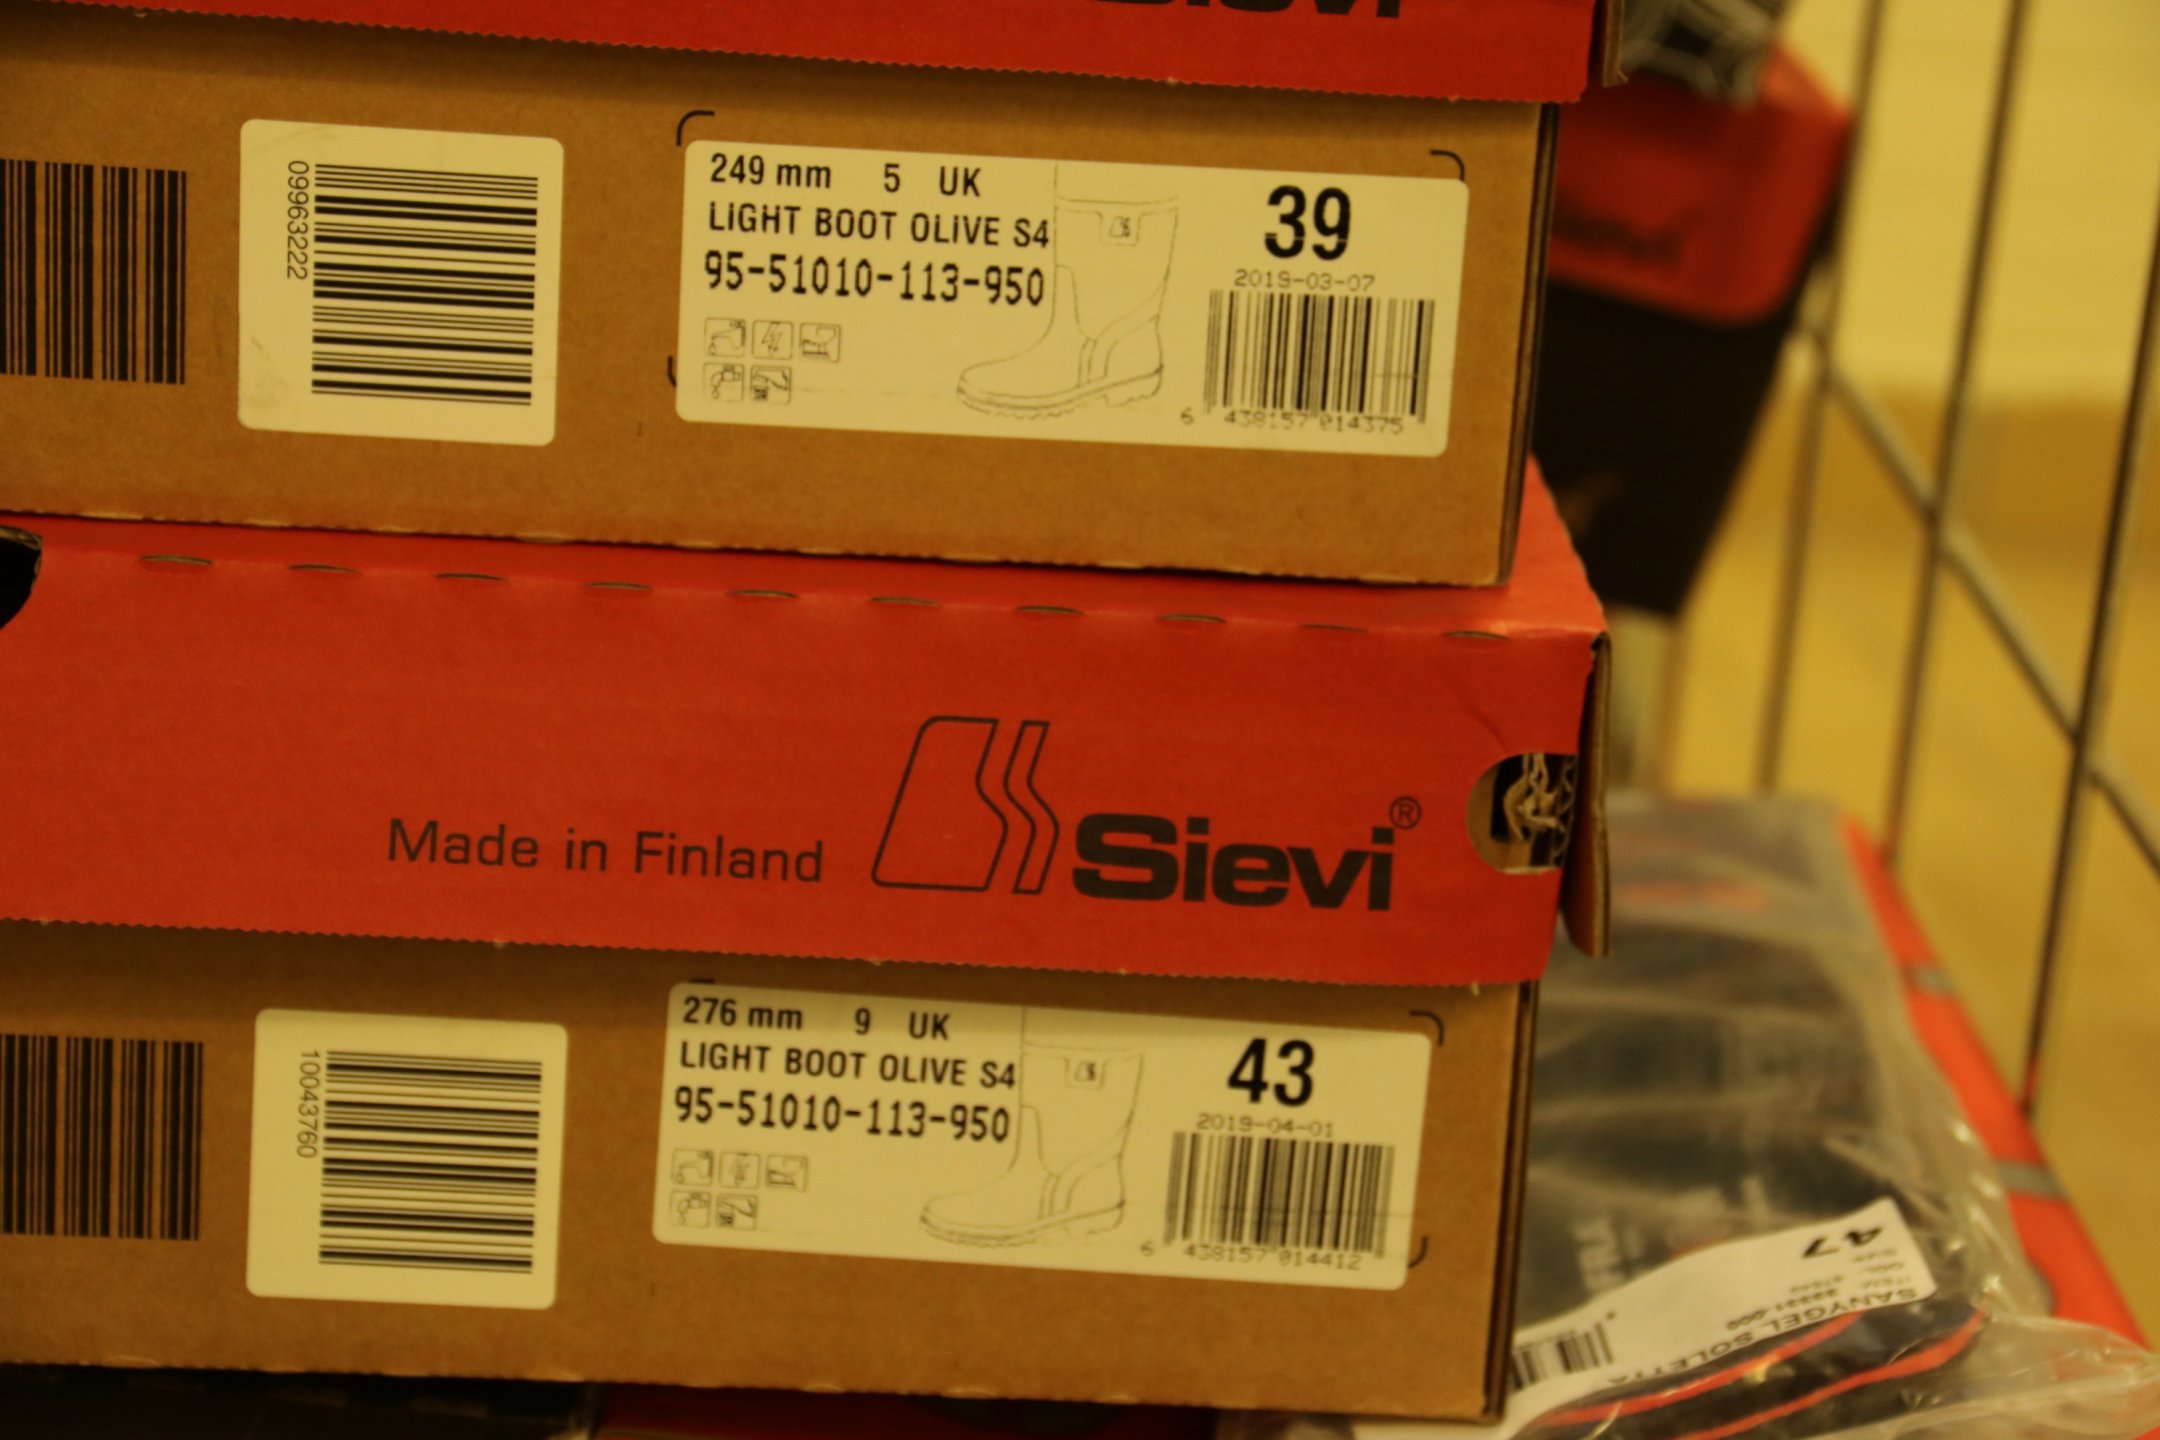 Sievi
09963222
249 mm 5 UK
LIGHT BOOT OLIVE S4
95-51010-113-950
39
2019-03-07
6 438157 014375
Made in Finland
Sievi®
10043760
276 mm 9 UK
LIGHT BOOT OLIVE S4
95-51010-113-950
43
2019-04-01
6 438157 014412
47
SANYGEL SOLETTA